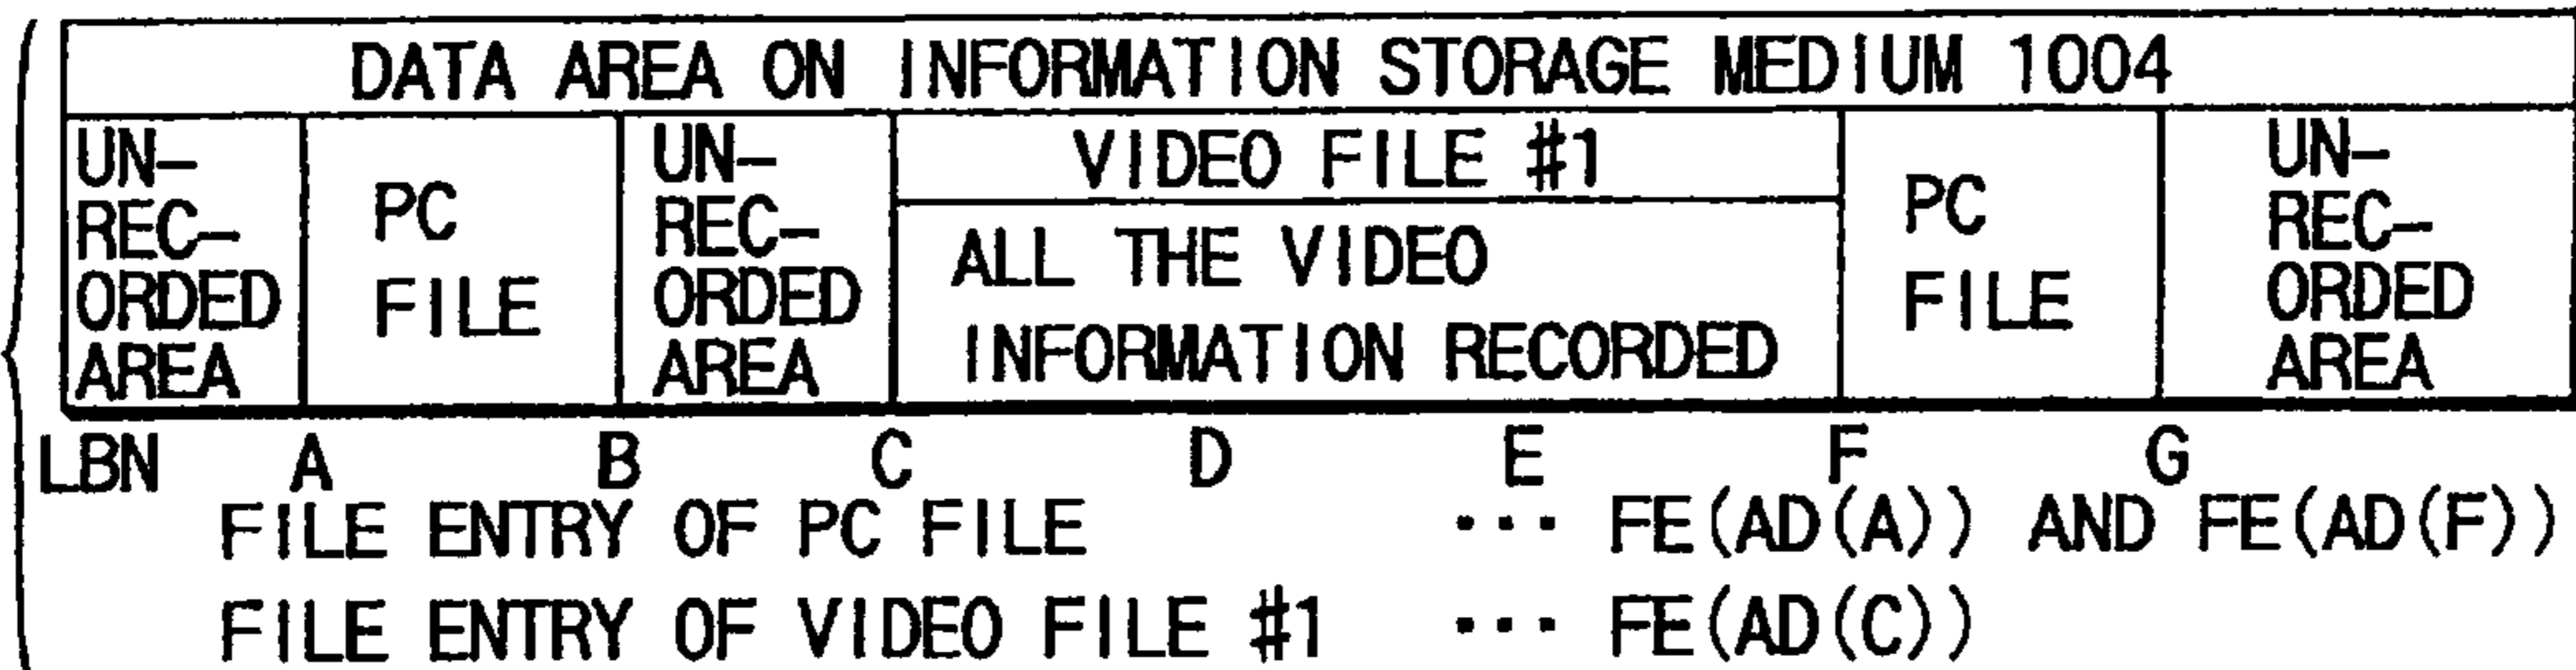 DATA AREA ON INFORMATION STORAGE MEDIUM 1004
UN-
REC-
ORDED
AREA
PC
FILE
UN-
REC-
ORDED
AREA
VIDEO FILE #1
ALL THE VIDEO
INFORMATION RECORDED
PC
FILE
UN-
REC-
ORDED
AREA
LBN A B C D E F G
FILE ENTRY OF PC FILE ··· FE(AD(A)) AND FE(AD(F))
FILE ENTRY OF VIDEO FILE #1 ··· FE(AD(C))